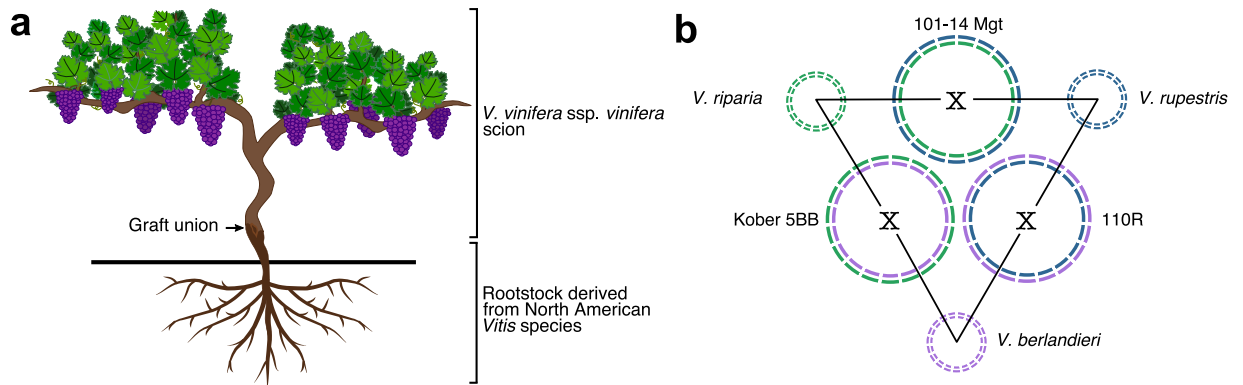 a
V. vinifera ssp. vinifera
scion
Graft union
Rootstock derived
from North American
Vitis species
b
101-14 Mgt
V. riparia
X
V. rupestris
Kober 5BB
X
X
110R
V. berlandieri